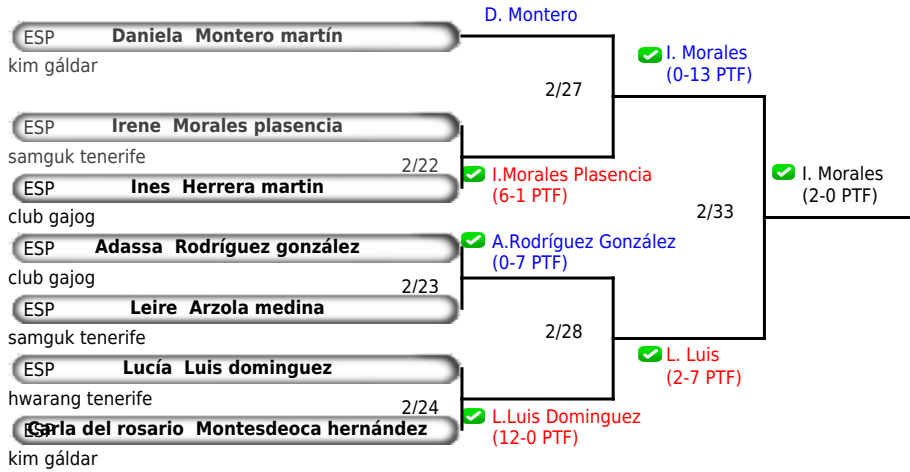 D. Montero
ESP Daniela Montero martín
kim gáldar
I. Morales
(0-13 PTF)
2/27
ESP Irene Morales plasencia
samguk tenerife
2/22
I.Morales Plasencia
(6-1 PTF)
I. Morales
(2-0 PTF)
ESP Ines Herrera martin
club gajog
2/33
ESP Adassa Rodríguez gonzález
A.Rodríguez González
(0-7 PTF)
club gajog
2/23
ESP Leire Arzola medina
samguk tenerife
2/28
L. Luis
(2-7 PTF)
ESP Lucía Luis dominguez
hwarang tenerife
2/24
L.Luis Dominguez
(12-0 PTF)
ESP Carla del rosario Montesdeoca hernández
kim gáldar